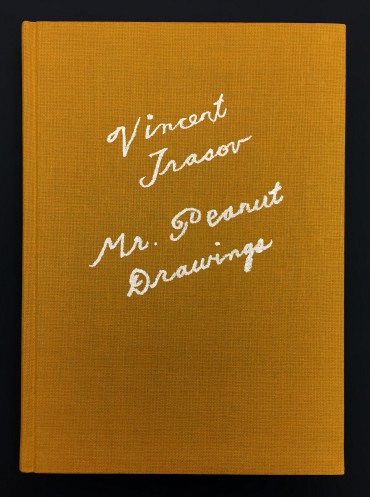 Vincent
Trasov
Mr. Peanut
Drawings